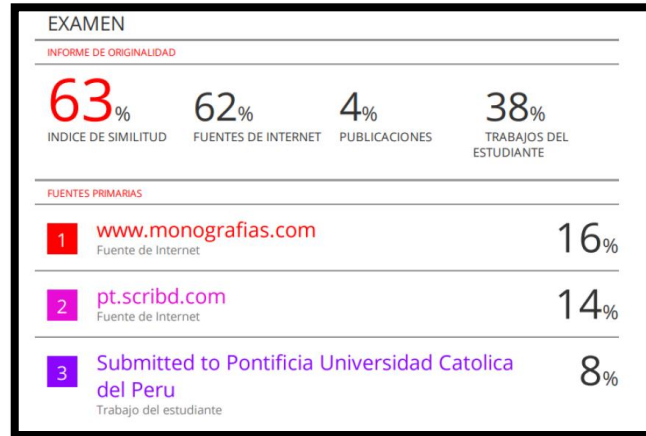 EXAMEN
INFORME DE ORIGINALIDAD
63% 62% 4% 38%
INDICE DE SIMILITUD FUENTES DE INTERNET PUBLICACIONES TRABAJOS DEL
ESTUDIANTE
FUENTES PRIMARIAS
1 www.monografias.com 16%
Fuente de Internet
2 pt.scribd.com 14%
Fuente de Internet
3 Submitted to Pontificia Universidad Catolica 8%
del Peru
Trabajo del estudiante